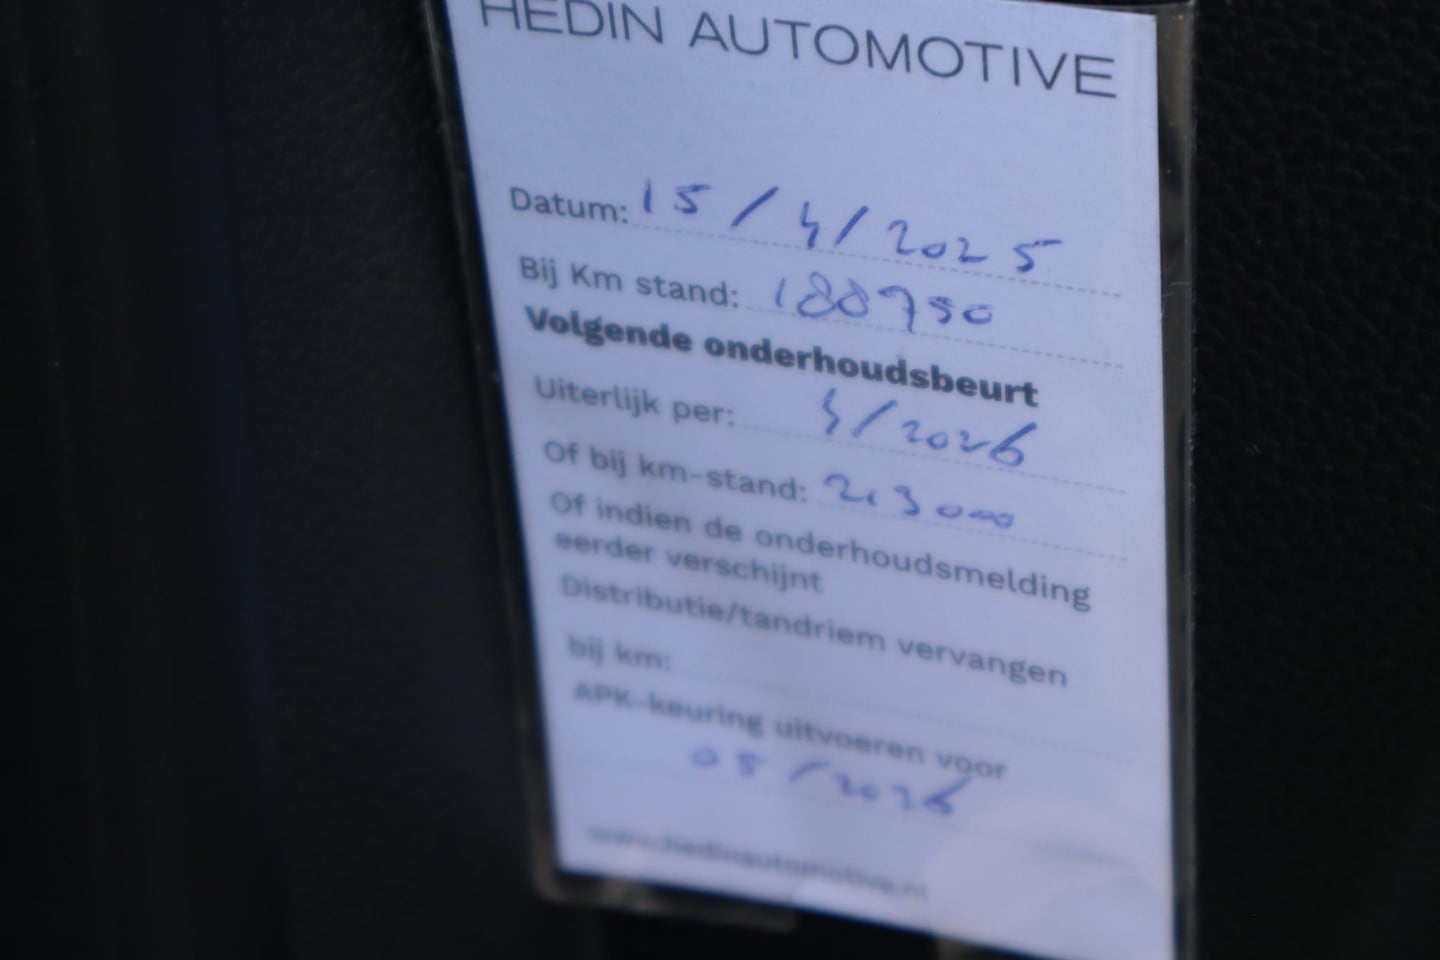 HEDIN AUTOMOTIVE
Datum: 15/4/2025
Bij Km stand: 188750
Volgende onderhoudsbeurt
Uiterlijk per: 4/2026
Of bij km-stand: 213000
Of indien de onderhoudsmelding
eerder verschijnt
Distributie/tandriem vervangen
bij km:
APK-keuring uitvoeren voor
05/2026
www.hedinautomotive.nl